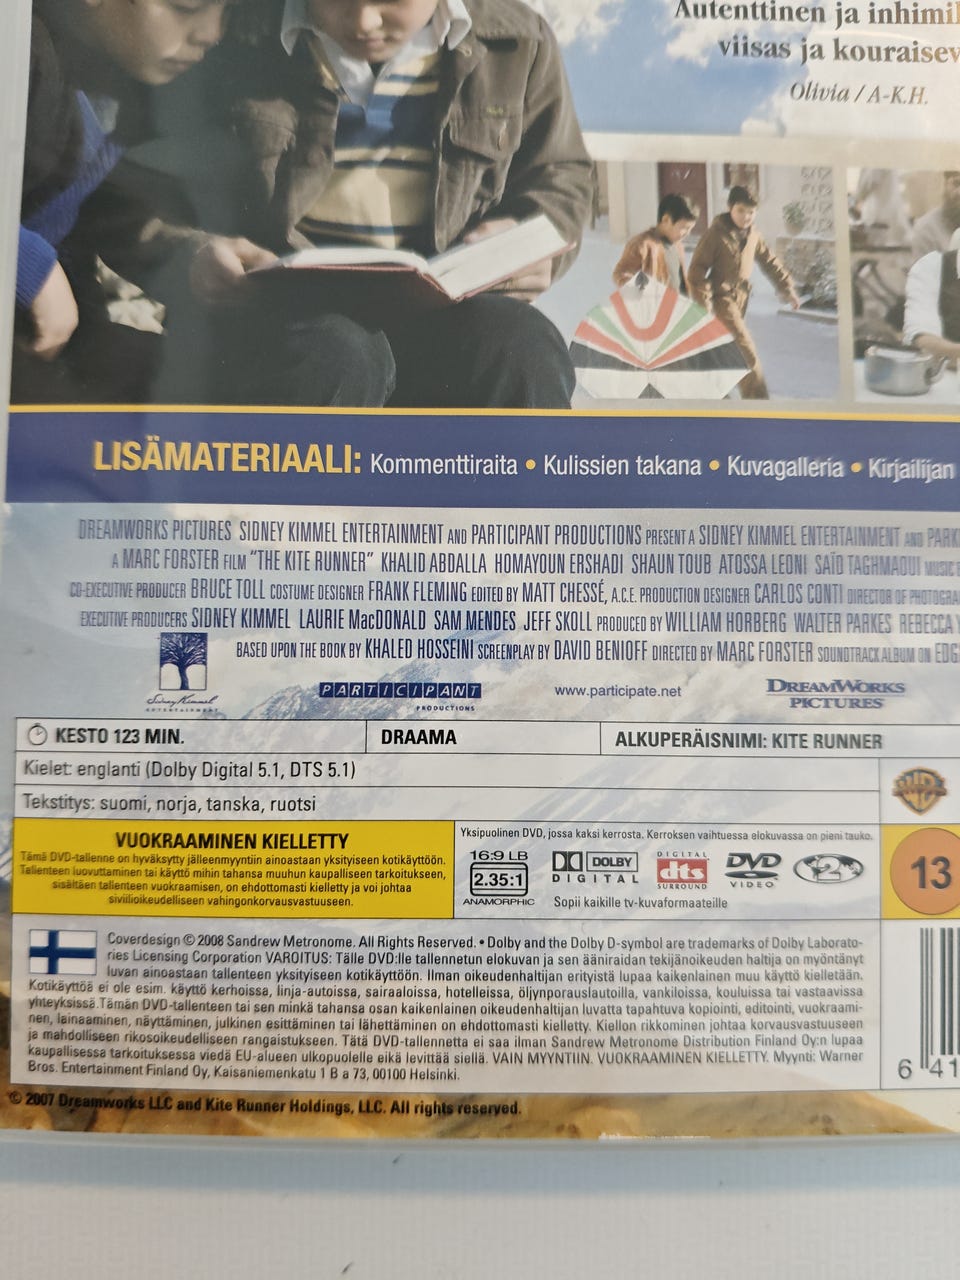 Autenttinen ja inhimil
viisas ja kouraisev
Olivia / A-K.H.
LISÄMATERIAALI: Kommenttiraita • Kulissien takana • Kuvagalleria • Kirjailijan
DREAMWORKS PICTURES SIDNEY KIMMEL ENTERTAINMENT AND PARTICIPANT PRODUCTIONS PRESENT A SIDNEY KIMMEL ENTERTAINMENT AND PARK
A MARC FORSTER FILM "THE KITE RUNNER" KHALID ABDALLA HOMAYOUN ERSHADI SHAUN TOUB ATOSSA LEONI SAÏD TAGHMAOUI MUSIC
CO-EXECUTIVE PRODUCER BRUCE TOLL COSTUME DESIGNER FRANK FLEMING EDITED BY MATT CHESSÉ, A.C.E. PRODUCTION DESIGNER CARLOS CONTI DIRECTOR OF PHOTOGRA
EXECUTIVE PRODUCERS SIDNEY KIMMEL LAURIE MacDONALD SAM MENDES JEFF SKOLL PRODUCED BY WILLIAM HORBERG WALTER PARKES REBECCA Y
BASED UPON THE BOOK BY KHALED HOSSEINI SCREENPLAY BY DAVID BENIOFF DIRECTED BY MARC FORSTER SOUNDTRACK ALBUM ON EDG
Sidney Kimmel
ENTERTAINMENT
PARTICIPANT
PRODUCTIONS
www.participate.net
DREAMWORKS
PICTURES
KESTO 123 MIN.
DRAAMA
ALKUPERÄISNIMI: KITE RUNNER
Kielet: englanti (Dolby Digital 5.1, DTS 5.1)
Tekstitys: suomi, norja, tanska, ruotsi
WB
VUOKRAAMINEN KIELLETTY
Tämä DVD-tallenne on hyväksytty jälleenmyyntiin ainoastaan yksityiseen kotikäyttöön.
Tallenteen luovuttaminen tai käyttö mihin tahansa muuhun kaupalliseen tarkoitukseen,
sisältäen tallenteen vuokraamisen, on ehdottomasti kielletty ja voi johtaa
siviilioikeudelliseen vahingonkorvausvastuuseen.
Yksipuolinen DVD, jossa kaksi kerrosta. Kerroksen vaihtuessa elokuvassa on pieni tauko.
16:9 LB
2.35:1
ANAMORPHIC
DOLBY
DIGITAL
DIGITAL
dts
SURROUND
DVD
VIDEO
2
Sopii kaikille tv-kuvaformaateille
13
Coverdesign © 2008 Sandrew Metronome. All Rights Reserved. • Dolby and the Dolby D-symbol are trademarks of Dolby Laborato-
ries Licensing Corporation VAROITUS: Tälle DVD:lle tallennetun elokuvan ja sen ääniraidan tekijänoikeuden haltija on myöntänyt
luvan ainoastaan tallenteen yksityiseen kotikäyttöön. Ilman oikeudenhaltijan erityistä lupaa kaikenlainen muu käyttö kielletään.
Kotikäyttöä ei ole esim. käyttö kerhoissa, linja-autoissa, sairaaloissa, hotelleissa, öljynporauslautoilla, vankiloissa, kouluissa tai vastaavissa
yhteyksissä.Tämän DVD-tallenteen tai sen minkä tahansa osan kaikenlainen oikeudenhaltijan luvatta tapahtuva kopiointi, editointi, vuokraami-
nen, lainaaminen, näyttäminen, julkinen esittäminen tai lähettäminen on ehdottomasti kielletty. Kiellon rikkominen johtaa korvausvastuuseen
ja mahdolliseen rikosoikeudelliseen rangaistukseen. Tätä DVD-tallennetta ei saa ilman Sandrew Metronome Distribution Finland Oy:n lupaa
kaupallisessa tarkoituksessa viedä EU-alueen ulkopuolelle eikä levittää siellä. VAIN MYYNTIIN. VUOKRAAMINEN KIELLETTY. Myynti: Warner
Bros. Entertainment Finland Oy, Kaisaniemenkatu 1 B a 73, 00100 Helsinki.
6 41
© 2007 Dreamworks LLC and Kite Runner Holdings, LLC. All rights reserved.